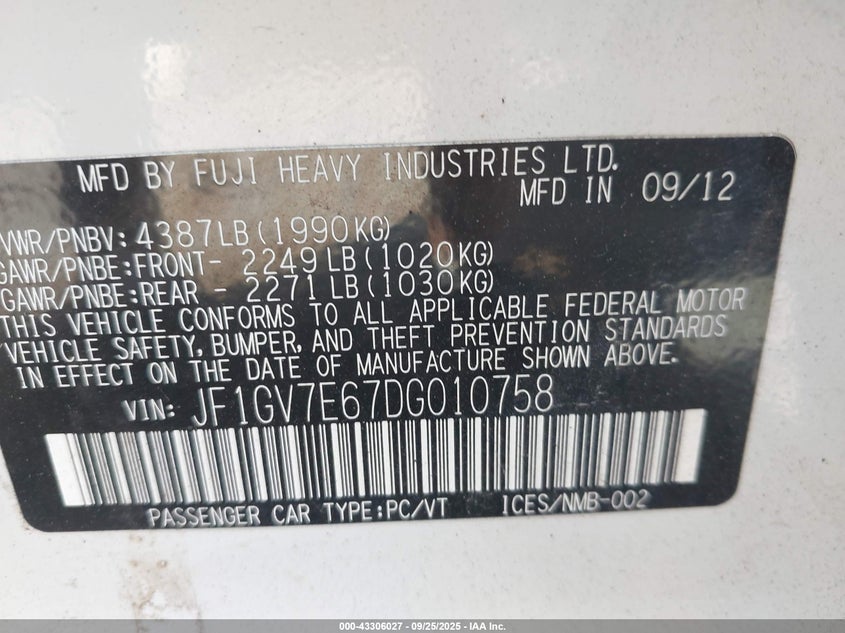 MFD BY FUJI HEAVY INDUSTRIES LTD.
MFD IN 09/12
VWR/PNBV: 4387LB(1990KG)
GAWR/PNBE:FRONT- 2249LB(1020KG)
GAWR/PNBE:REAR - 2271LB(1030KG)
THIS VEHICLE CONFORMS TO ALL APPLICABLE FEDERAL MOTOR
VEHICLE SAFETY, BUMPER, AND THEFT PREVENTION STANDARDS
IN EFFECT ON THE DATE OF MANUFACTURE SHOWN ABOVE.
VIN: JF1GV7E67DG010758
PASSENGER CAR TYPE:PC/VT ICES/NMB-002
000-43306027 - 09/25/2025 - IAA Inc.